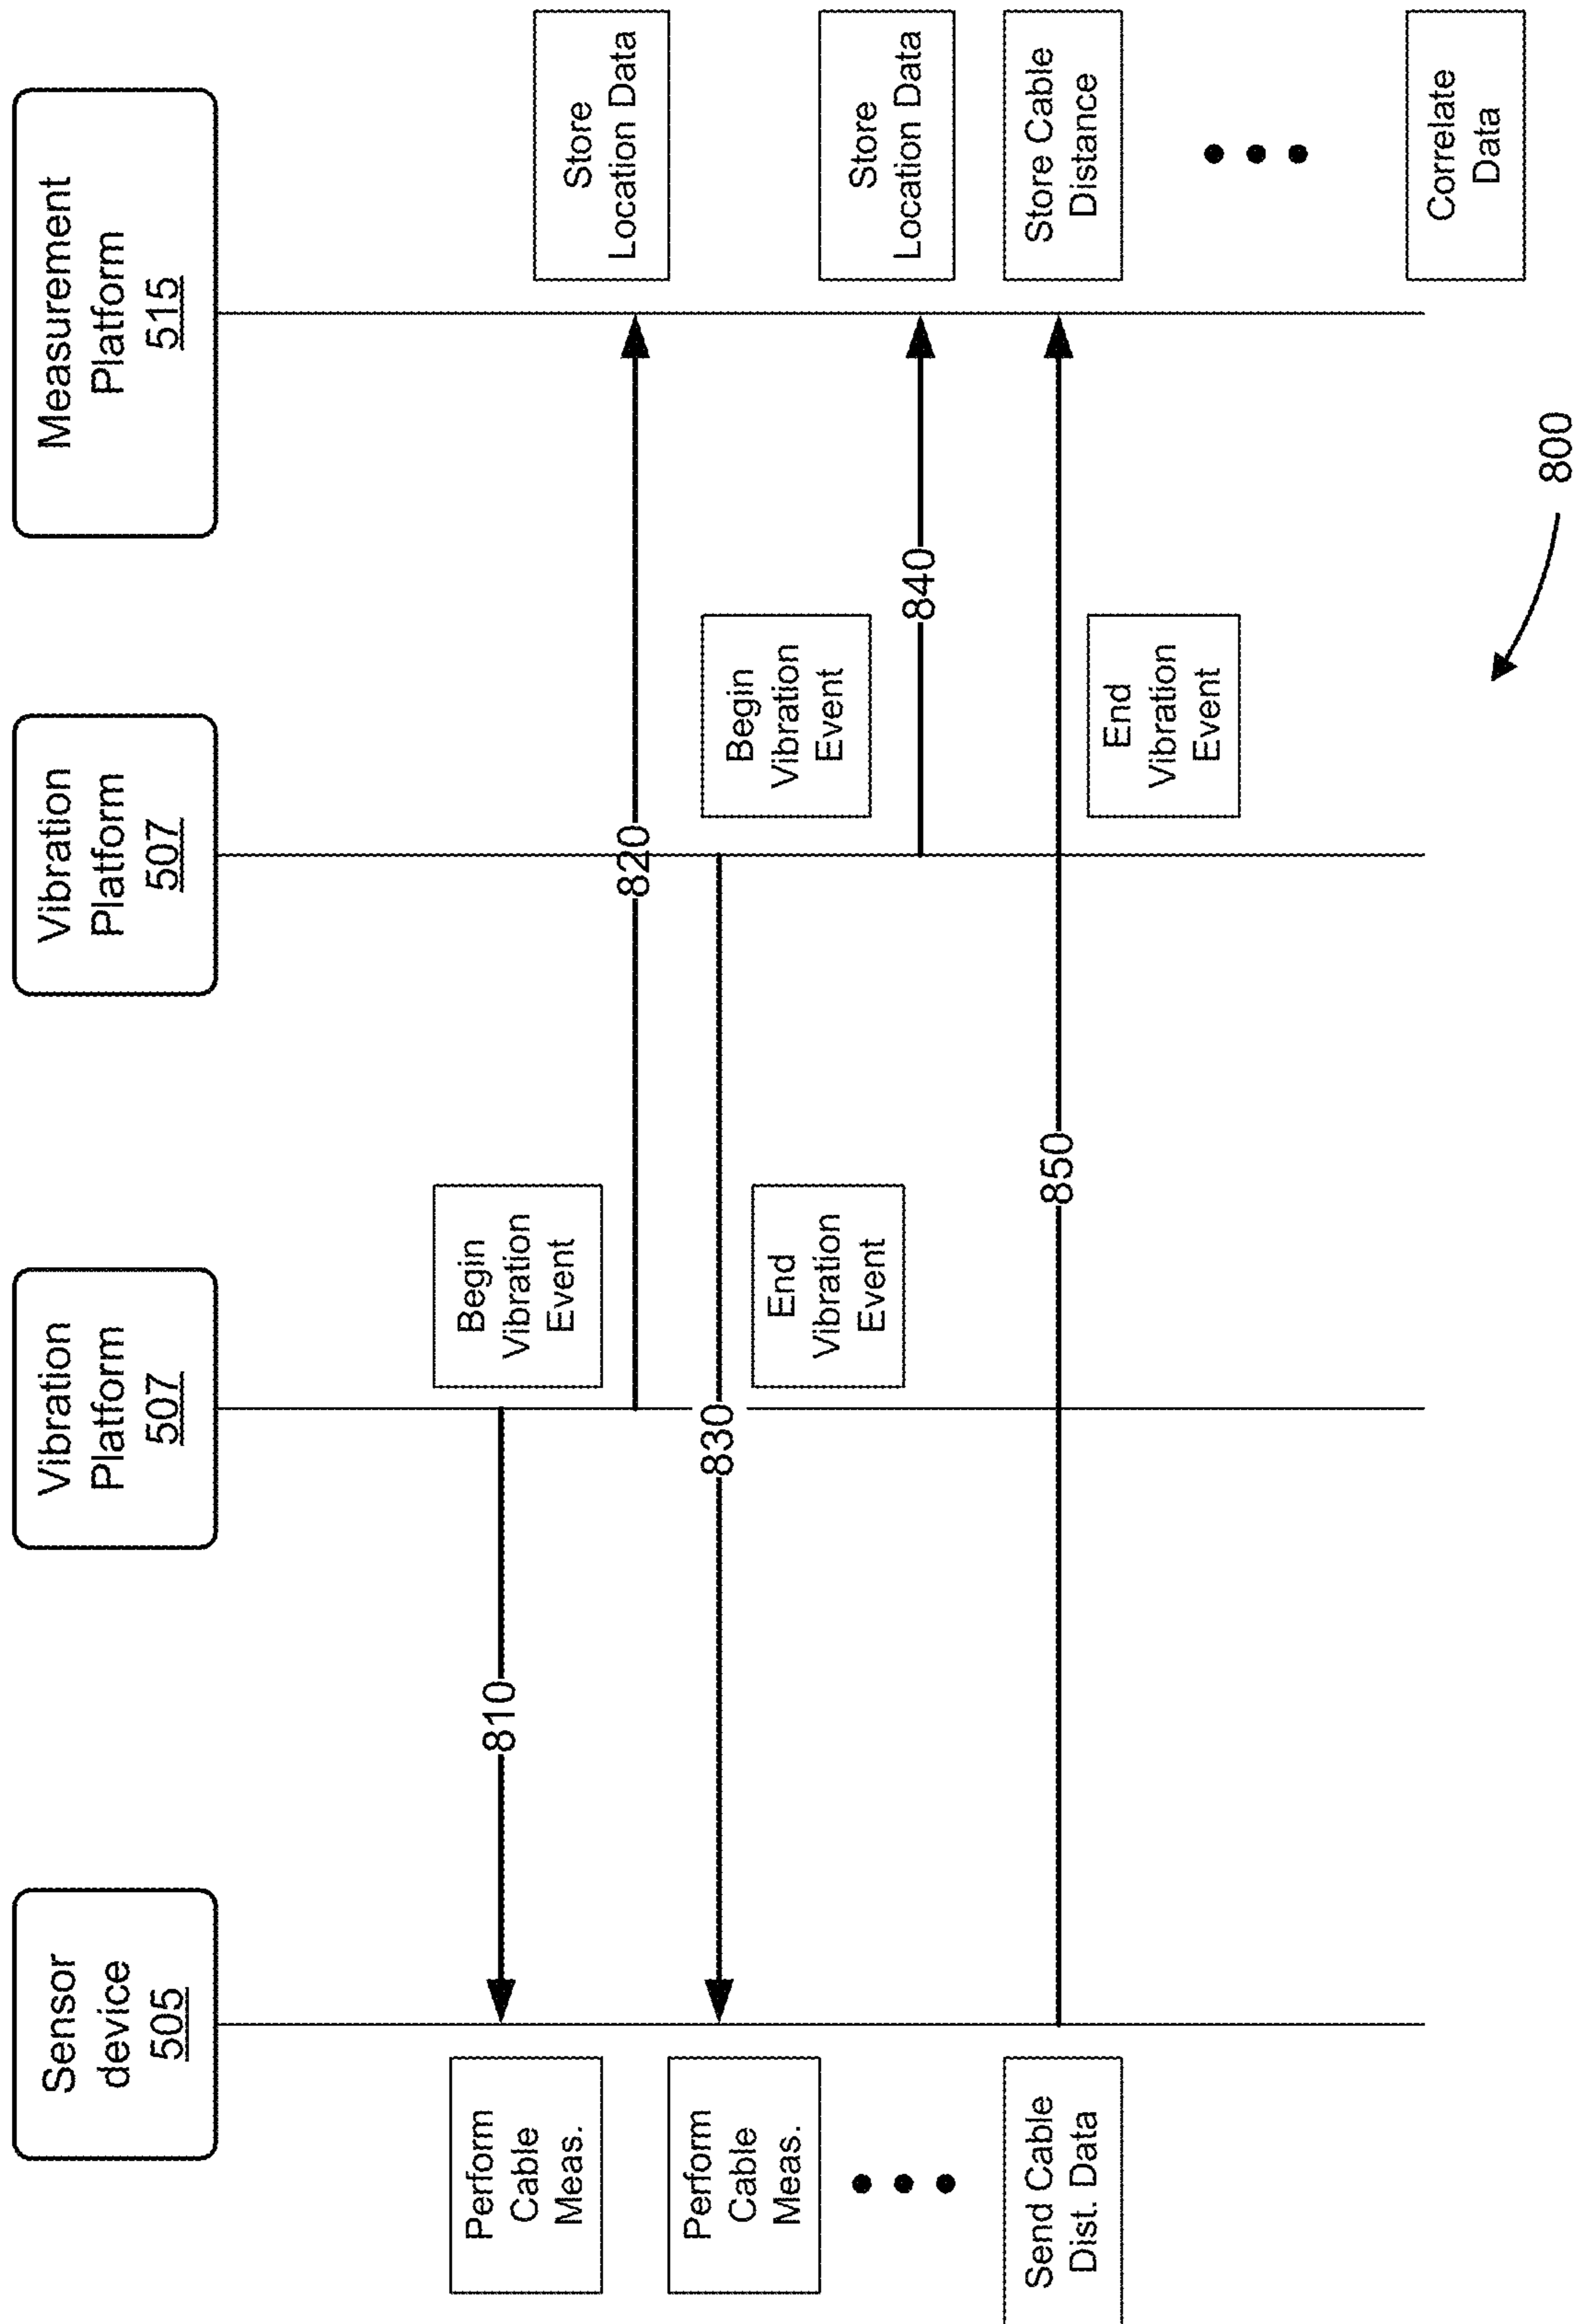 Sensor
device
505
Vibration
Platform
507
Vibration
Platform
507
Measurement
Platform
515
Perform
Cable
Meas.
810
Begin
Vibration
Event
820
Store
Location Data
Perform
Cable
Meas.
830
End
Vibration
Event
Begin
Vibration
Event
840
Store
Location Data
Send Cable
Dist. Data
850
Store Cable
Distance
End
Vibration
Event
Correlate
Data
800